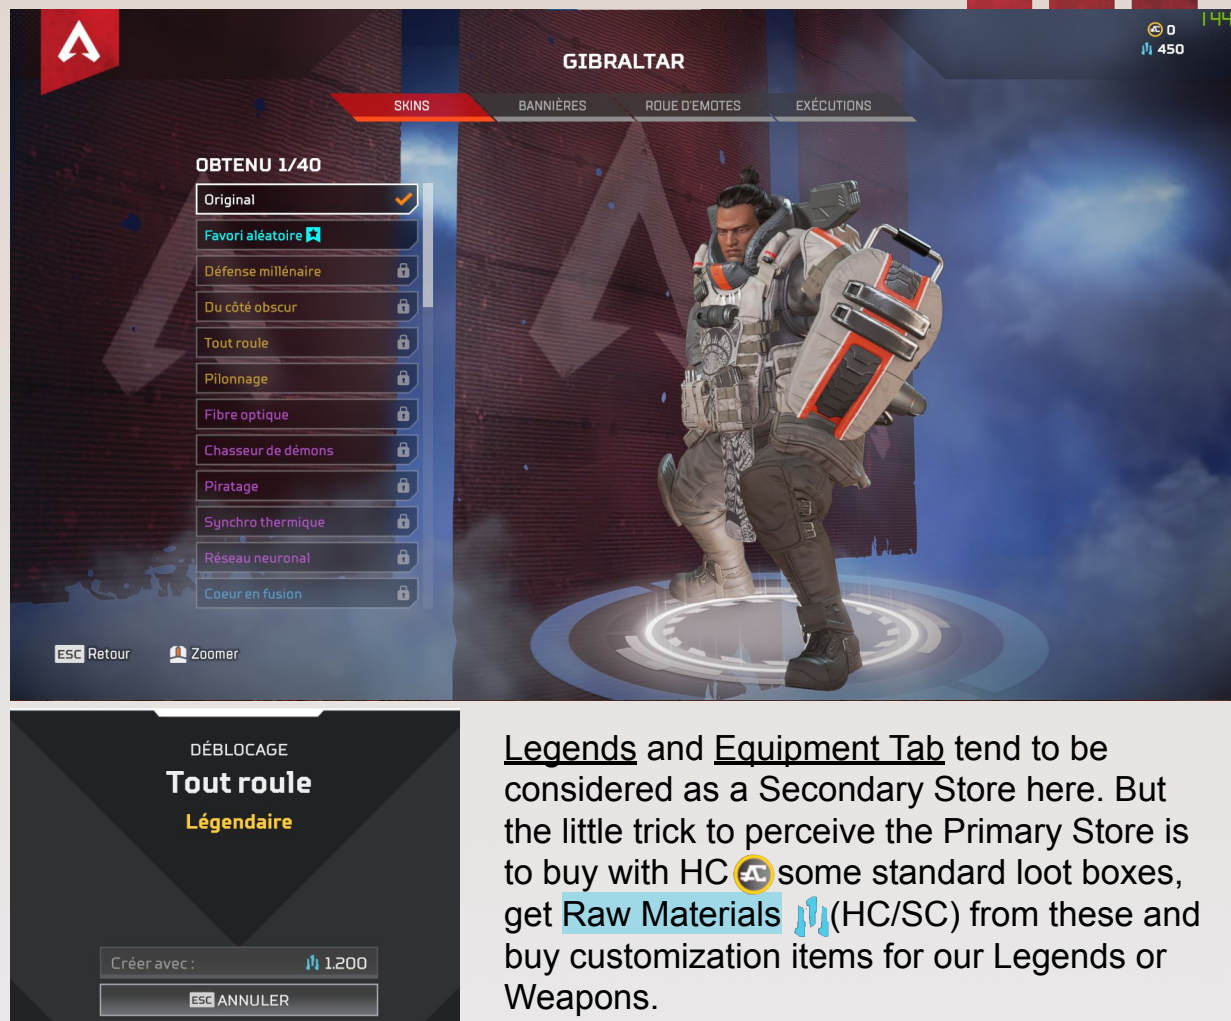 144
0
450
GIBRALTAR
SKINS BANNIÈRES ROUE D'EMOTES EXÉCUTIONS
OBTENU 1/40
Original
Favori aléatoire
Défense millénaire
Du côté obscur
Tout roule
Pilonnage
Fibre optique
Chasseur de démons
Piratage
Synchro thermique
Réseau neuronal
Coeur en fusion
ESC Retour Zoomer
DÉBLOCAGE
Tout roule
Légendaire
Créer avec : 1.200
ESC ANNULER
Legends and Equipment Tab tend to be
considered as a Secondary Store here. But
the little trick to perceive the Primary Store is
to buy with HC some standard loot boxes,
get Raw Materials (HC/SC) from these and
buy customization items for our Legends or
Weapons.